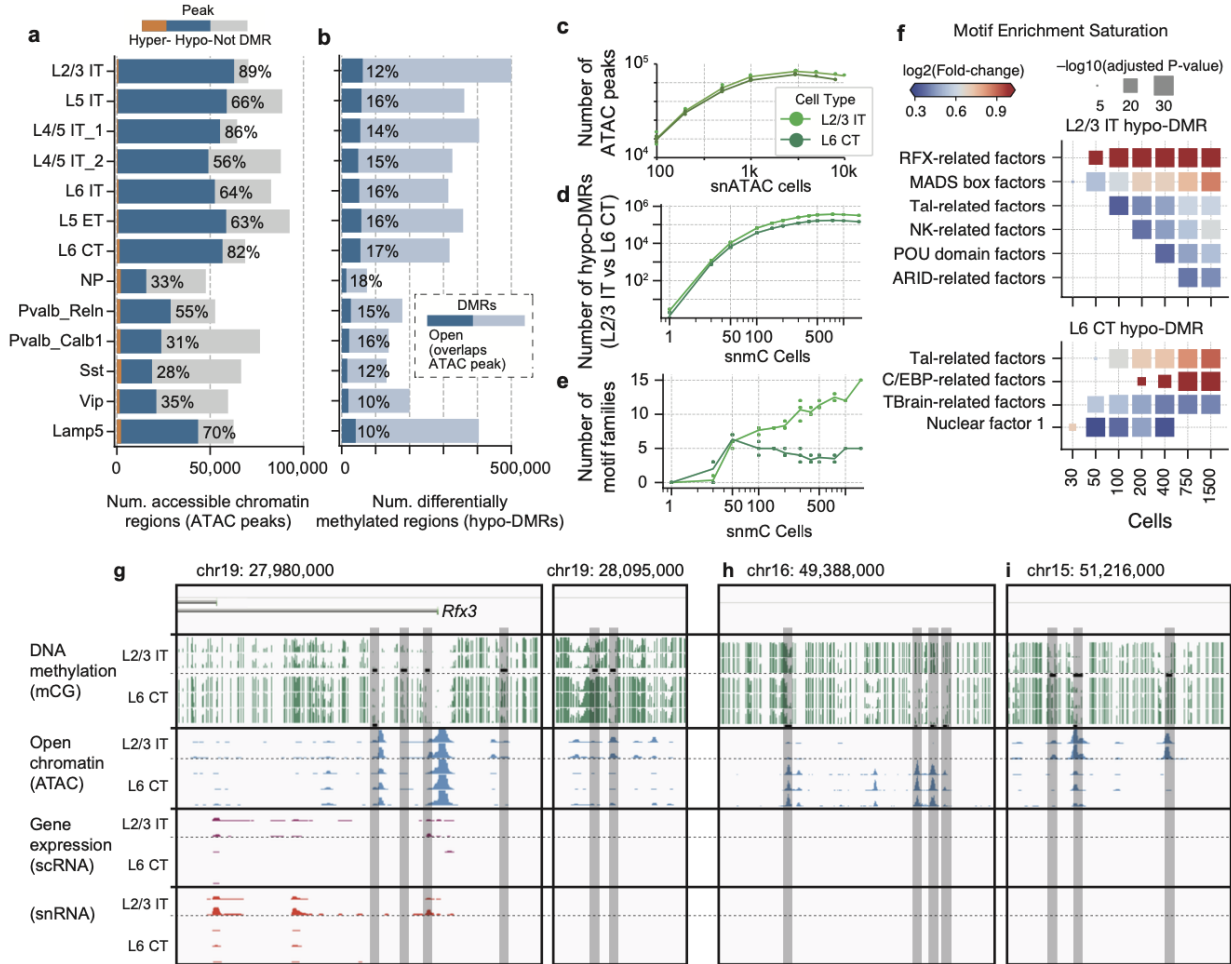 a
Peak
Hyper- Hypo-Not DMR
L2/3 IT
89%
L5 IT
66%
L4/5 IT_1
86%
L4/5 IT_2
56%
L6 IT
64%
L5 ET
63%
L6 CT
82%
NP
33%
Pvalb_Reln
55%
Pvalb_Calb1
31%
Sst
28%
Vip
35%
Lamp5
70%
0
50,000
100,000
Num. accessible chromatin
regions (ATAC peaks)
b
12%
16%
14%
15%
16%
16%
17%
18%
15%
16%
12%
10%
10%
DMRs
Open
(overlaps
ATAC peak)
0
500,000
Num. differentially
methylated regions (hypo-DMRs)
c
Number of
ATAC peaks
10^5
10^4
Cell Type
L2/3 IT
L6 CT
100
1k
10k
snATAC cells
d
Number of hypo-DMRs
(L2/3 IT vs L6 CT)
10^6
10^4
10^2
1
50
100
500
snmC Cells
e
Number of
motif families
15
10
5
0
1
50
100
500
snmC Cells
f
Motif Enrichment Saturation
log2(Fold-change)
0.3
0.6
0.9
–log10(adjusted P-value)
5
20
30
L2/3 IT hypo-DMR
RFX-related factors
MADS box factors
Tal-related factors
NK-related factors
POU domain factors
ARID-related factors
L6 CT hypo-DMR
Tal-related factors
C/EBP-related factors
TBrain-related factors
Nuclear factor 1
30
50
100
200
400
750
1500
Cells
g
chr19: 27,980,000
chr19: 28,095,000
h
chr16: 49,388,000
i
chr15: 51,216,000
Rfx3
DNA
methylation
(mCG)
L2/3 IT
L6 CT
Open
chromatin
(ATAC)
L2/3 IT
L6 CT
Gene
expression
(scRNA)
L2/3 IT
L6 CT
(snRNA)
L2/3 IT
L6 CT